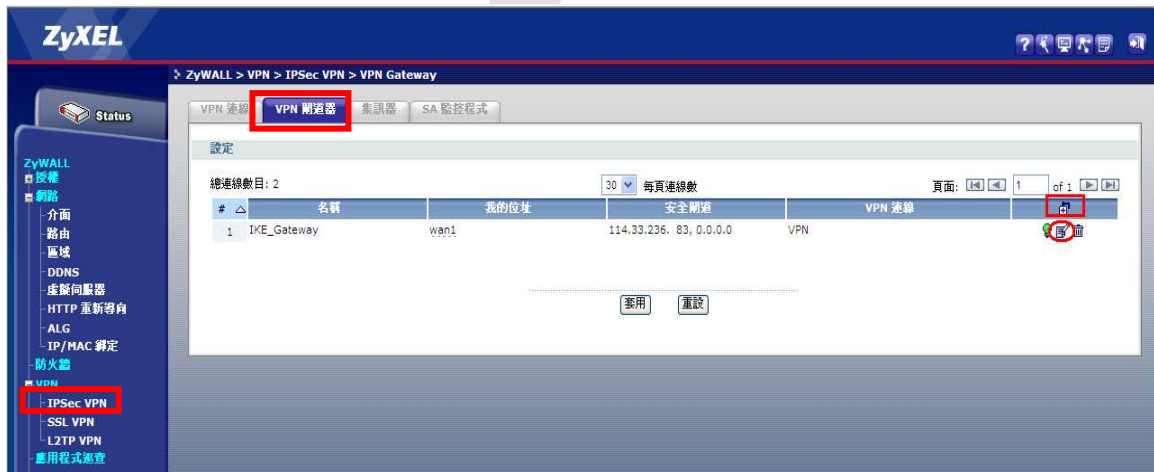 ZyXEL
ZyWALL > VPN > IPSec VPN > VPN Gateway
Status
VPN 連線 VPN 閘道器 集訊器 SA 監控程式
設定
總連線數目: 2 30 每頁連線數 頁面: 1 of 1
# 名稱 我的位址 安全閘道 VPN 連線
1 IKE_Gateway wan1 114.33.236. 83, 0.0.0.0 VPN
套用 重設
ZyWALL
授權
網路
介面
路由
區域
DDNS
虛擬伺服器
HTTP 重新導向
ALG
IP/MAC 綁定
防火牆
VPN
IPSec VPN
SSL VPN
L2TP VPN
應用程式巡查